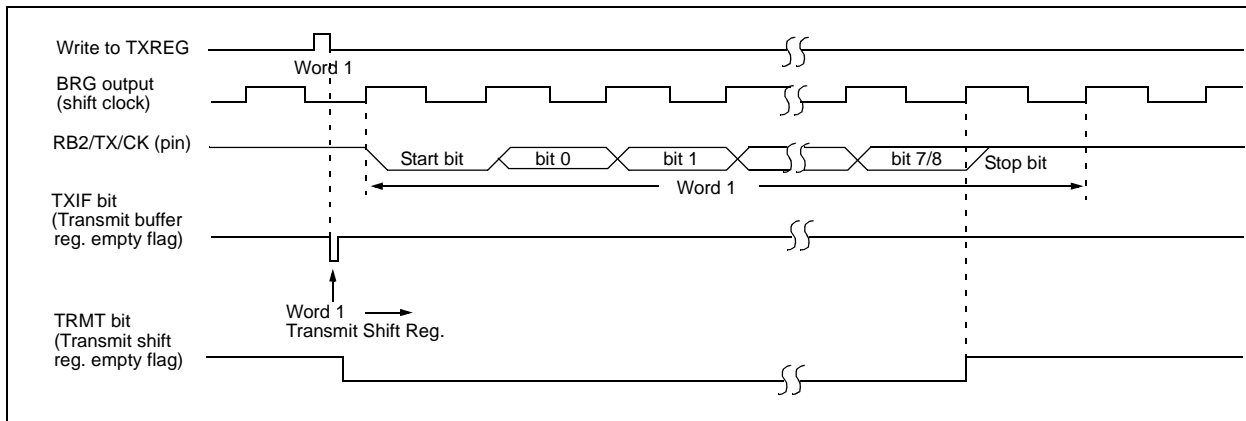 Write to TXREG
Word 1
BRG output
(shift clock)
RB2/TX/CK (pin)
Start bit
bit 0
bit 1
bit 7/8
Stop bit
Word 1
TXIF bit
(Transmit buffer
reg. empty flag)
Word 1
Transmit Shift Reg.
TRMT bit
(Transmit shift
reg. empty flag)